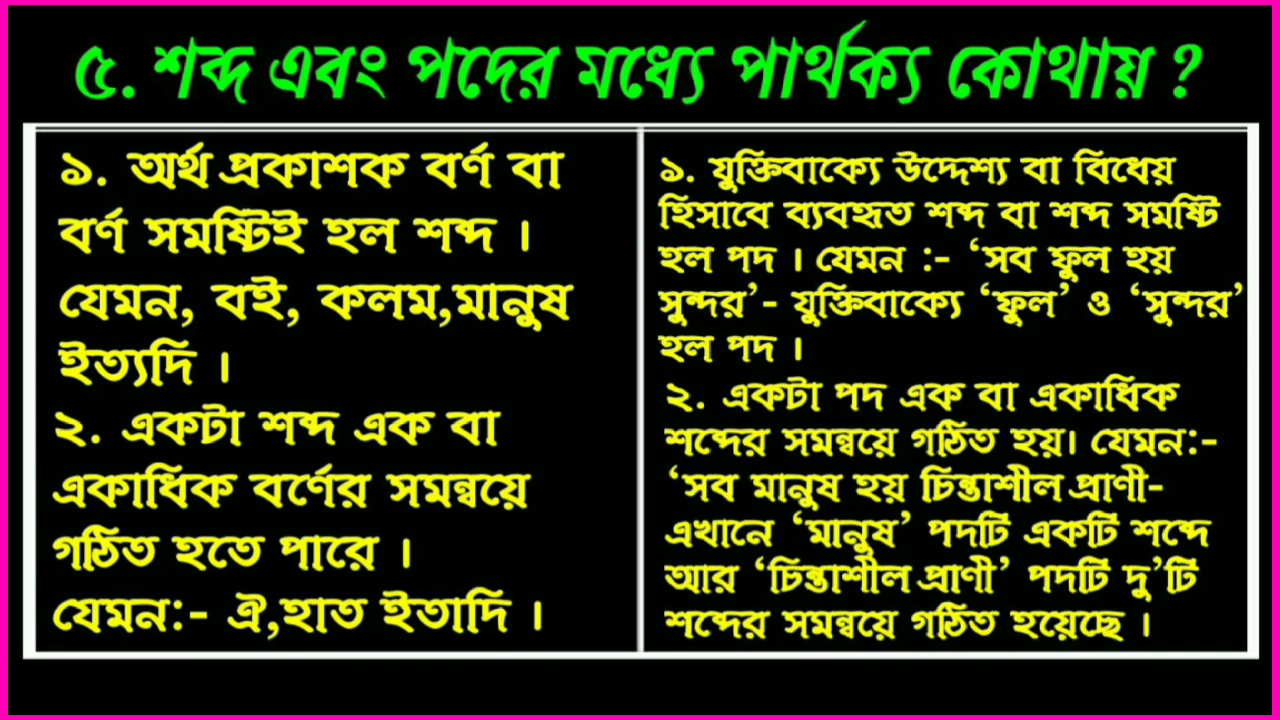 ৫. শব্দ এবং পদের মধ্যে পার্থক্য কোথায় ?
১. অর্থ প্রকাশক বর্ণ বা
বর্ণ সমষ্টিই হল শব্দ ।
যেমন, বই, কলম,মানুষ
ইত্যদি ।
২. একটা শব্দ এক বা
একাধিক বর্ণের সমন্বয়ে
গঠিত হতে পারে ।
যেমন:- ঐ,হাত ইতাদি ।
১. যুক্তিবাক্যে উদ্দেশ্য বা বিধেয়
হিসাবে ব্যবহৃত শব্দ বা শব্দ সমষ্টি
হল পদ । যেমন :- ‘সব ফুল হয়
সুন্দর’- যুক্তিবাক্যে ‘ফুল’ ও ‘সুন্দর’
হল পদ ।
২. একটা পদ এক বা একাধিক
শব্দের সমন্বয়ে গঠিত হয়। যেমন:-
‘সব মানুষ হয় চিন্তাশীল প্রাণী-
এখানে ‘মানুষ’ পদটি একটি শব্দে
আর ‘চিন্তাশীল প্রাণী’ পদটি দু’টি
শব্দের সমন্বয়ে গঠিত হয়েছে ।